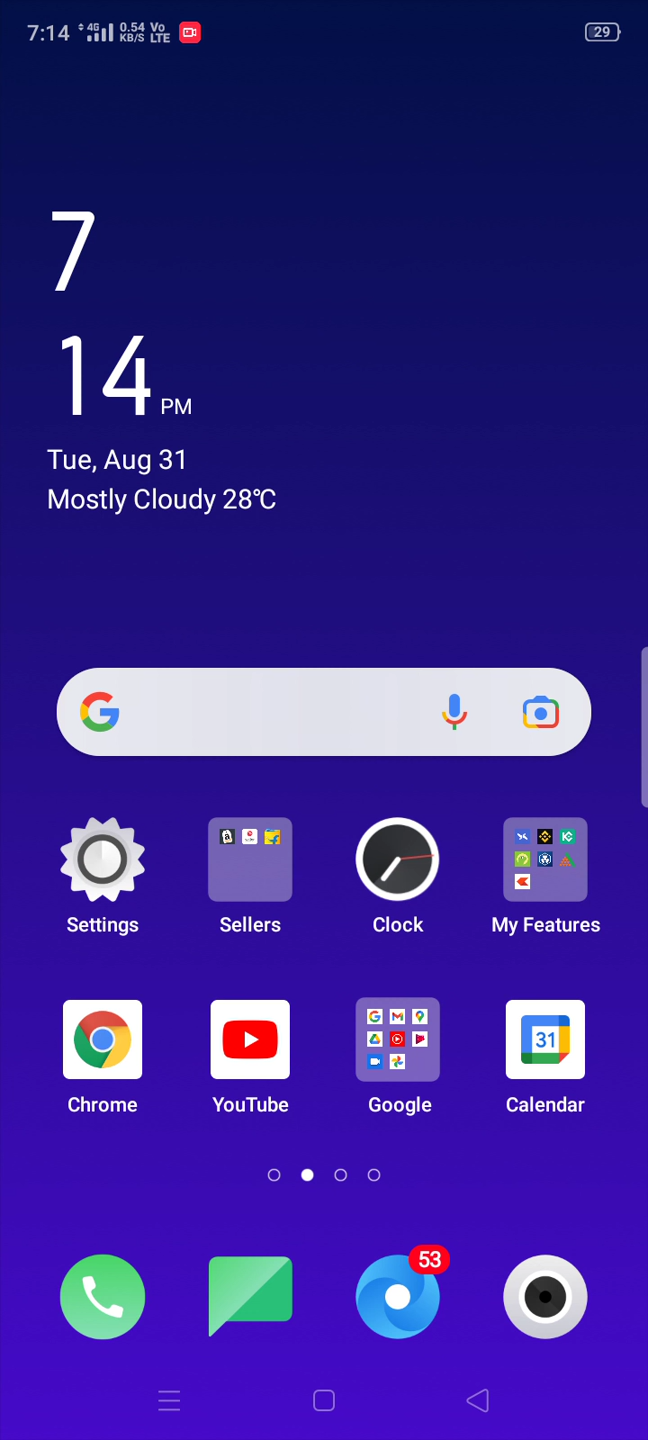 7:14 4G 0.54 KB/S Vo LTE 29
7
14 PM
Tue, Aug 31
Mostly Cloudy 28°C
Settings Sellers Clock My Features
31
Chrome YouTube Google Calendar
53